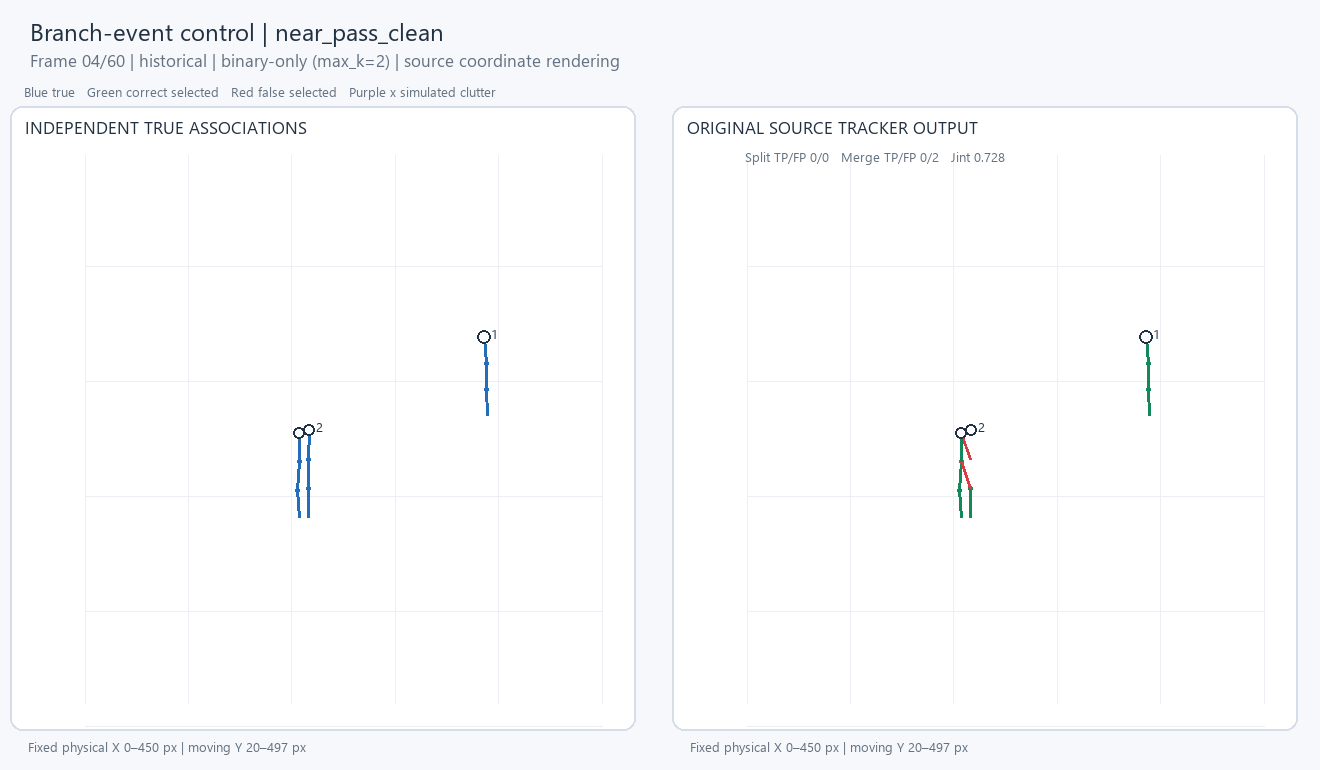 Branch-event control | near_pass_clean
Frame 04/60 | historical | binary-only (max_k=2) | source coordinate rendering
Blue true Green correct selected Red false selected Purple x simulated clutter
INDEPENDENT TRUE ASSOCIATIONS
1
2
Fixed physical X 0–450 px | moving Y 20–497 px
ORIGINAL SOURCE TRACKER OUTPUT
Split TP/FP 0/0 Merge TP/FP 0/2 Jint 0.728
1
2
Fixed physical X 0–450 px | moving Y 20–497 px